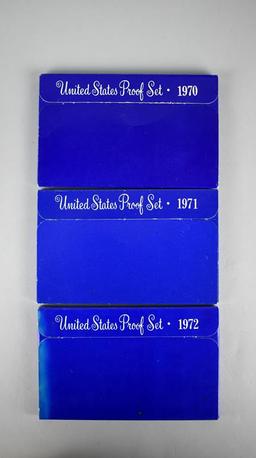 United States Proof Set · 1970
United States Proof Set · 1971
United States Proof Set · 1972